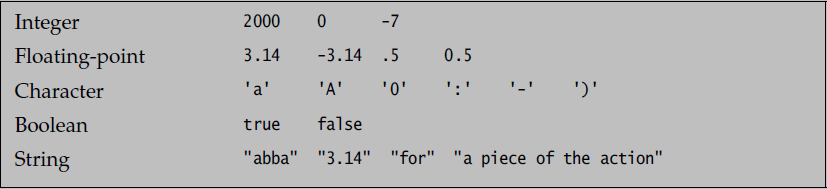 Integer 2000 0 -7
Floating-point 3.14 -3.14 .5 0.5
Character 'a' 'A' '0' ':' '-' ')'
Boolean true false
String "abba" "3.14" "for" "a piece of the action"